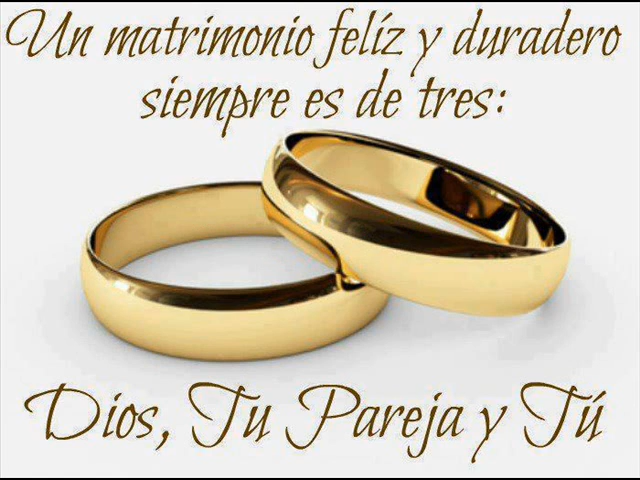 Un matrimonio felíz y duradero
siempre es de tres:
Dios, Tu Pareja y Tú